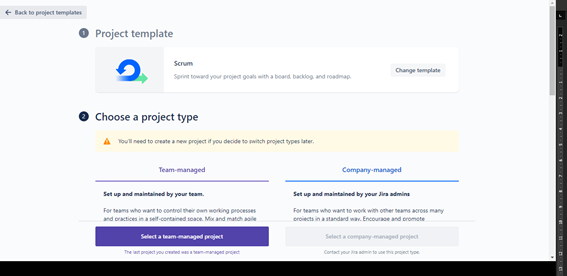 Back to project templates
1 Project template
Scrum
Sprint toward your project goals with a board, backlog, and roadmap.
Change template
2 Choose a project type
You'll need to create a new project if you decide to switch project types later.
Team-managed
Company-managed
Set up and maintained by your team.
Set up and maintained by your Jira admins
For teams who want to control their own working processes
and practices in a self-contained space. Mix and match agile
For teams who want to work with other teams across many
projects in a standard way. Encourage and promote
Select a team-managed project
Select a company-managed project
The last project you created was a team-managed project
Contact your Jira admin to use this project type.